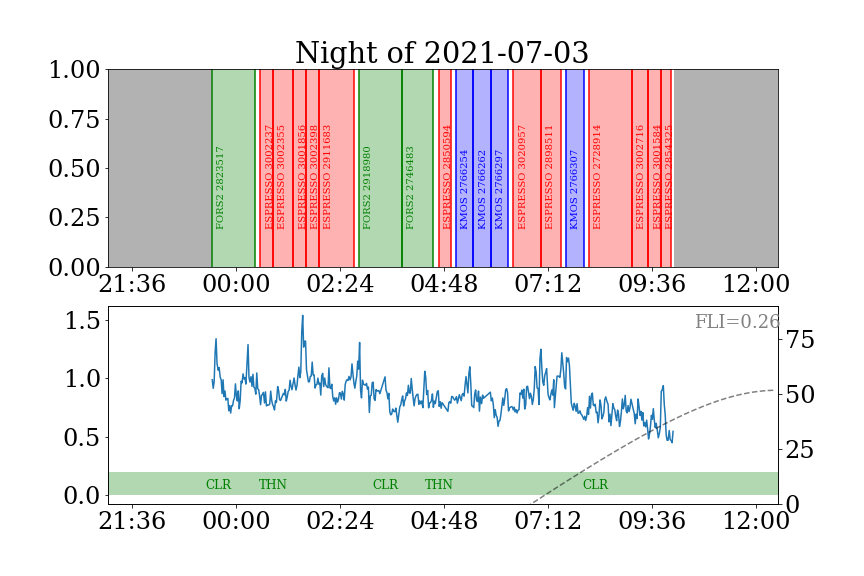 Night of 2021-07-03
1.00
0.75
0.50
0.25
0.00
FORS2 2823517
ESPRESSO 3002237
ESPRESSO 3002355
ESPRESSO 3001856
ESPRESSO 3002398
ESPRESSO 2911683
FORS2 2918980
FORS2 2746483
ESPRESSO 2850594
KMOS 2766254
KMOS 2766262
KMOS 2766297
ESPRESSO 3020957
ESPRESSO 2898511
KMOS 2766307
ESPRESSO 2728914
ESPRESSO 3002716
ESPRESSO 3001584
ESPRESSO 2854325
21:36 00:00 02:24 04:48 07:12 09:36 12:00
FLI=0.26
1.5
1.0
0.5
0.0
75
50
25
0
CLR THN CLR THN CLR
21:36 00:00 02:24 04:48 07:12 09:36 12:00